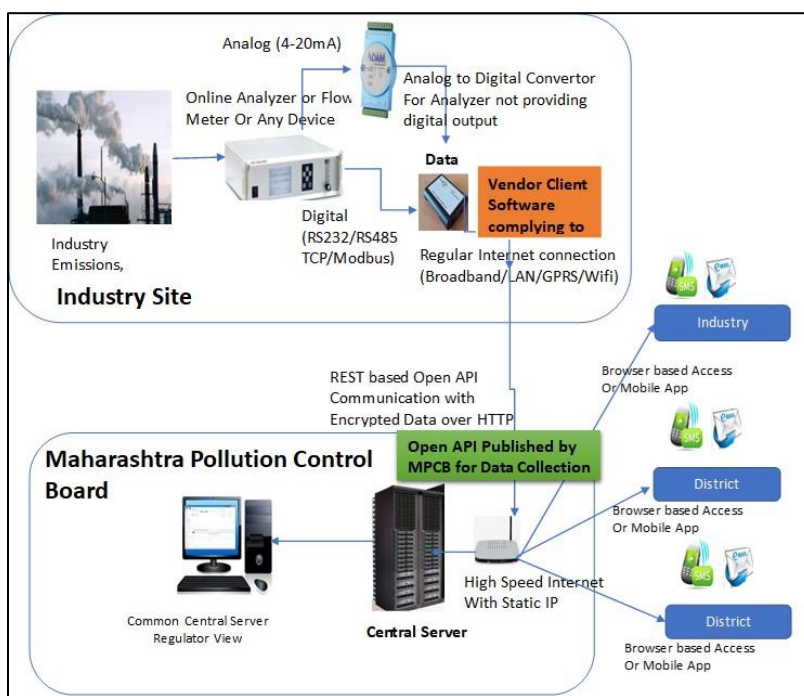 Analog (4-20mA)
ADAM
Analog to Digital Convertor
For Analyzer not providing
digital output
Online Analyzer or Flow
Meter Or Any Device
Data
Vendor Client
Software
complying to
Digital
(RS232/RS485
TCP/Modbus)
Regular Internet connection
(Broadband/LAN/GPRS/Wifi)
Industry
Emissions,
Industry Site
SMS
Industry
Browser based Access
Or Mobile App
REST based Open API
Communication with
Encrypted Data over HTTP
Open API Published by
MPCB for Data Collection
SMS
District
Browser based Access
Or Mobile App
Maharashtra Pollution Control
Board
High Speed Internet
With Static IP
Common Central Server
Regulator View
Central Server
SMS
District
Browser based Access
Or Mobile App